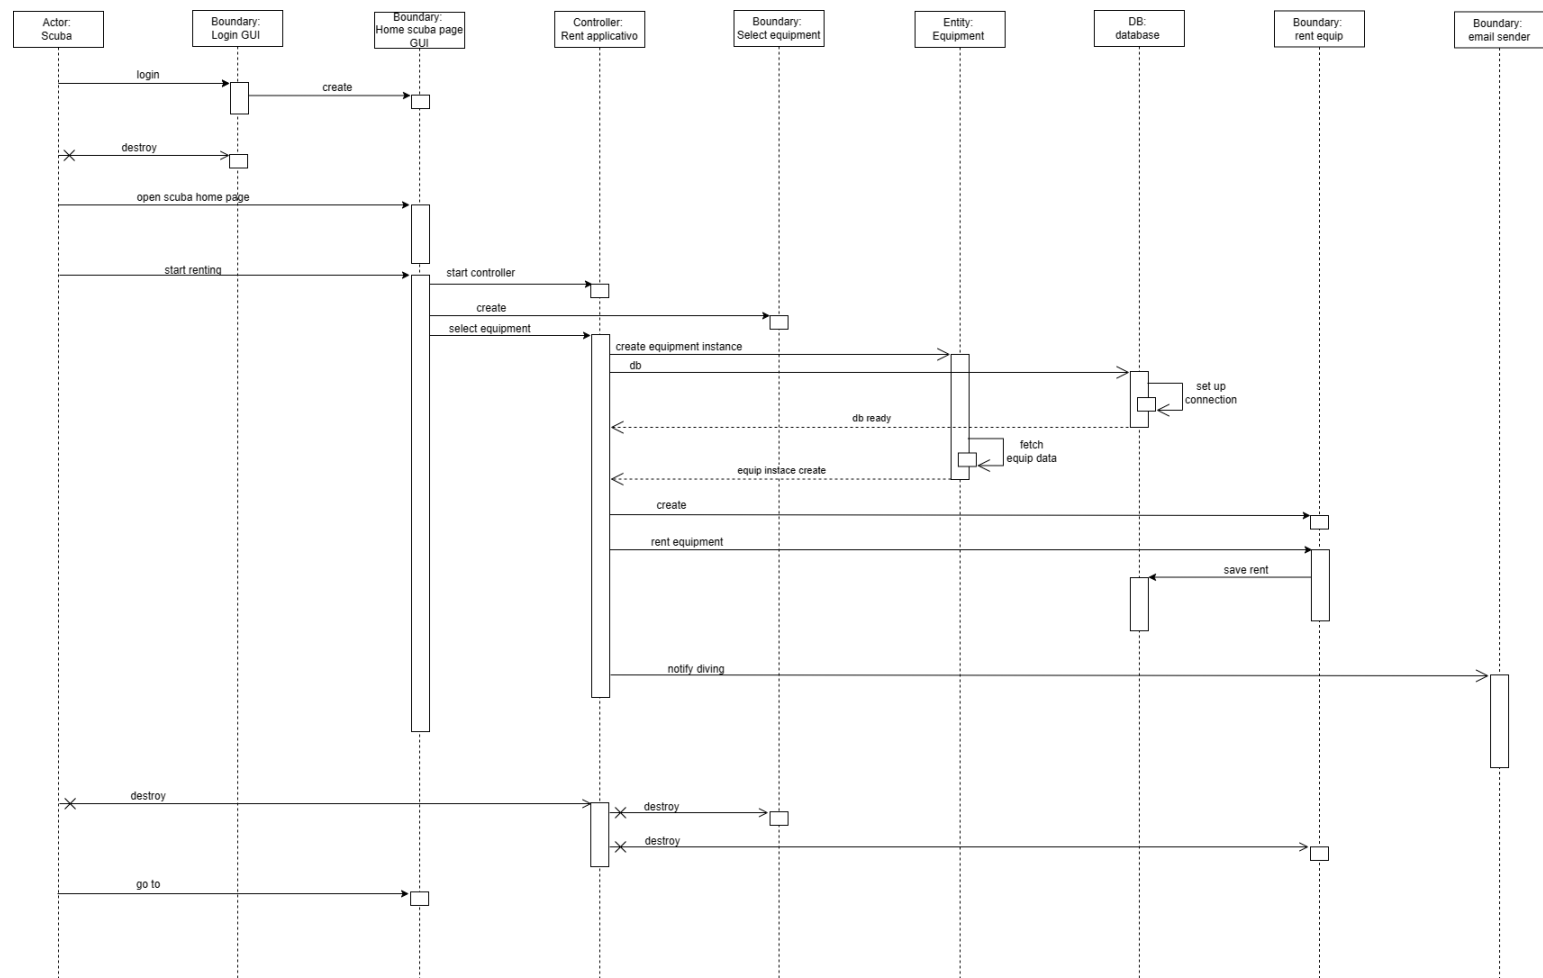 Actor:
Scuba
Boundary:
Login GUI
Boundary:
Home scuba page
GUI
Controller:
Rent applicativo
Boundary:
Select equipment
Entity:
Equipment
DB:
database
Boundary:
rent equip
Boundary:
email sender
login
create
destroy
open scuba home page
start renting
start controller
create
select equipment
create equipment instance
db
set up
connection
db ready
fetch
equip data
equip instace create
create
rent equipment
save rent
notify diving
destroy
destroy
destroy
go to